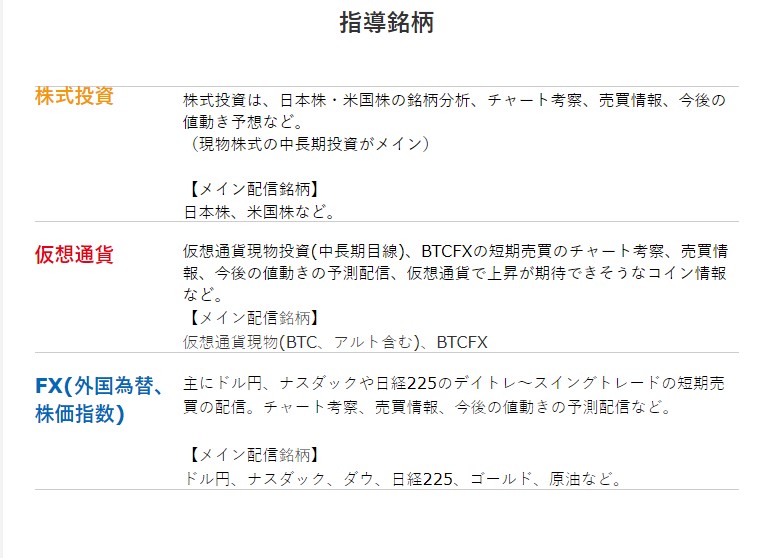 指導銘柄
株式投資
株式投資は、日本株・米国株の銘柄分析、チャート考察、売買情報、今後の
値動き予想など。
（現物株式の中長期投資がメイン）
【メイン配信銘柄】
日本株、米国株など。
仮想通貨
仮想通貨現物投資(中長期目線)、BTCFXの短期売買のチャート考察、売買情
報、今後の値動きの予測配信、仮想通貨で上昇が期待できそうなコイン情報
など。
【メイン配信銘柄】
仮想通貨現物(BTC、アルト含む)、BTCFX
FX(外国為替、
株価指数)
主にドル円、ナスダックや日経225のデイトレ～スイングトレードの短期売
買の配信。チャート考察、売買情報、今後の値動きの予測配信など。
【メイン配信銘柄】
ドル円、ナスダック、ダウ、日経225、ゴールド、原油など。